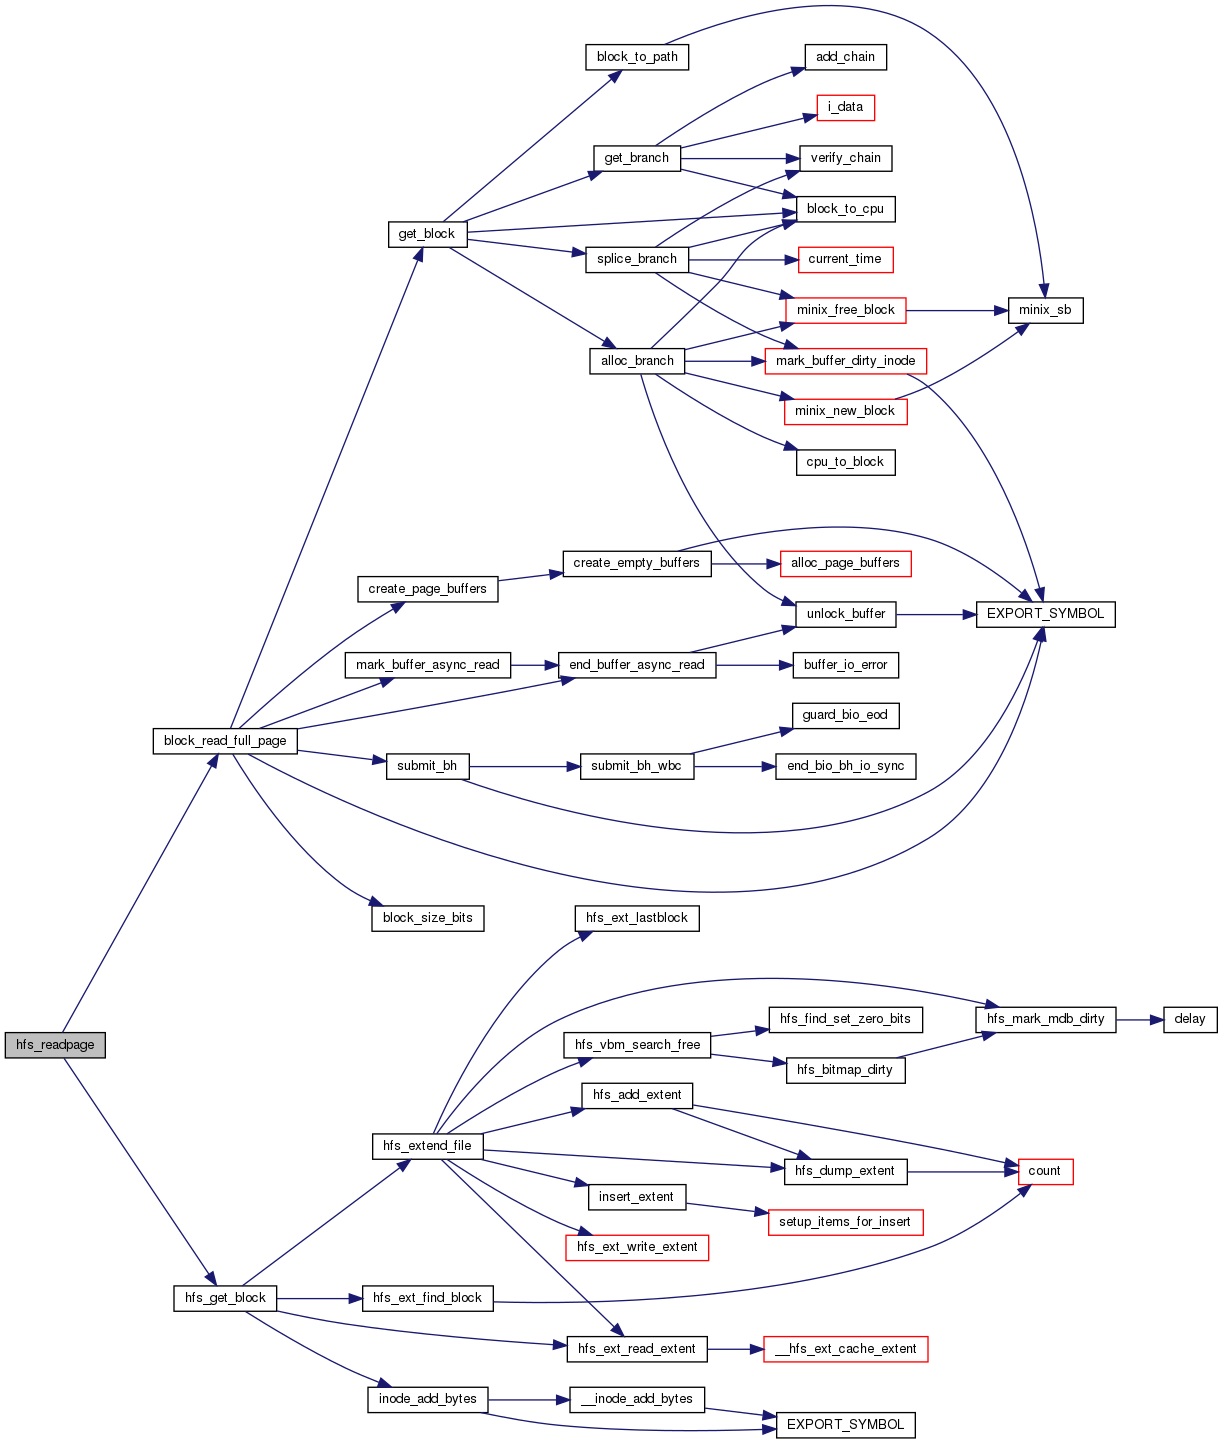 block_to_path
add_chain
i_data
get_branch
verify_chain
block_to_cpu
get_block
splice_branch
current_time
minix_free_block
minix_sb
alloc_branch
mark_buffer_dirty_inode
minix_new_block
cpu_to_block
create_empty_buffers
alloc_page_buffers
create_page_buffers
unlock_buffer
EXPORT_SYMBOL
mark_buffer_async_read
end_buffer_async_read
buffer_io_error
guard_bio_eod
block_read_full_page
submit_bh
submit_bh_wbc
end_bio_bh_io_sync
block_size_bits
hfs_ext_lastblock
hfs_find_set_zero_bits
hfs_mark_mdb_dirty
delay
hfs_readpage
hfs_vbm_search_free
hfs_bitmap_dirty
hfs_add_extent
hfs_extend_file
hfs_dump_extent
count
insert_extent
setup_items_for_insert
hfs_ext_write_extent
hfs_get_block
hfs_ext_find_block
hfs_ext_read_extent
__hfs_ext_cache_extent
inode_add_bytes
__inode_add_bytes
EXPORT_SYMBOL